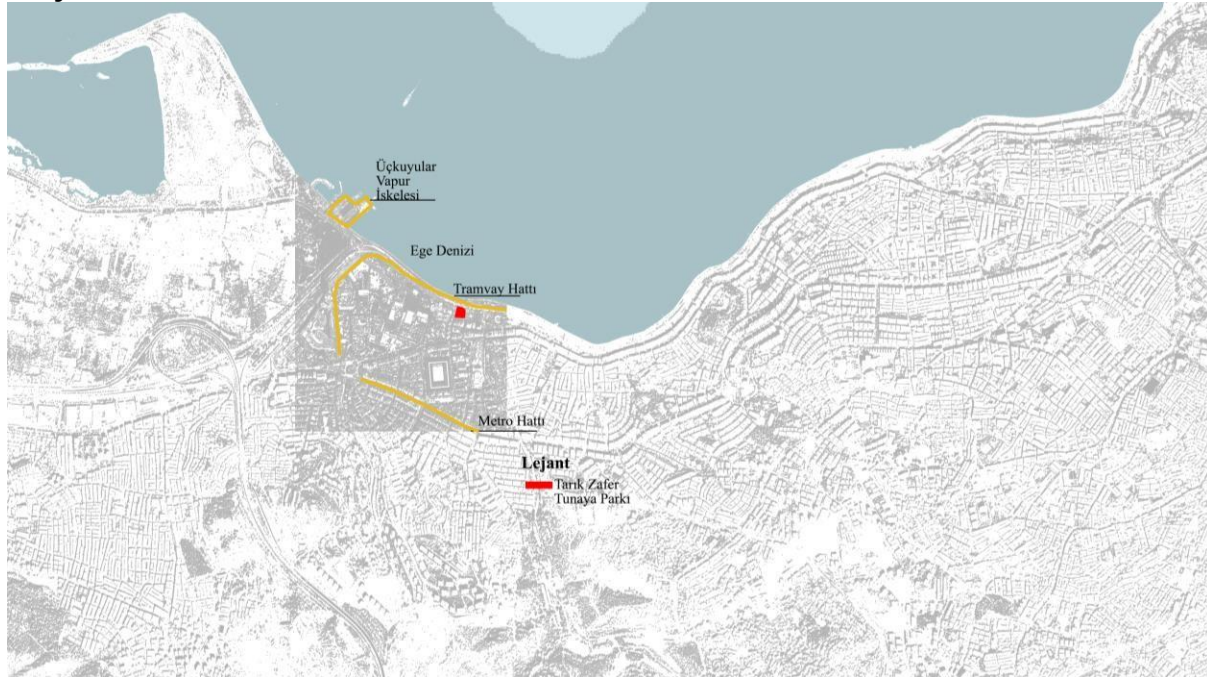 Üçkuyular
Vapur
İskelesi
Ege Denizi
Tramvay Hattı
Metro Hattı
Lejant
Tarık Zafer
Tunaya Parkı